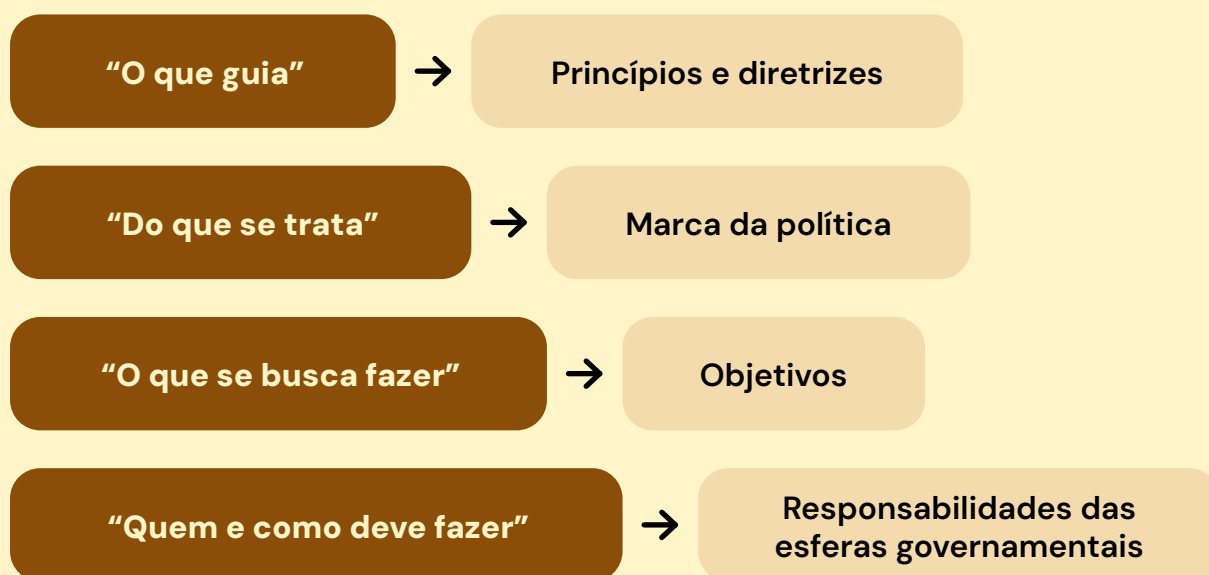 “O que guia” → Princípios e diretrizes
“Do que se trata” → Marca da política
“O que se busca fazer” → Objetivos
“Quem e como deve fazer” → Responsabilidades das
esferas governamentais